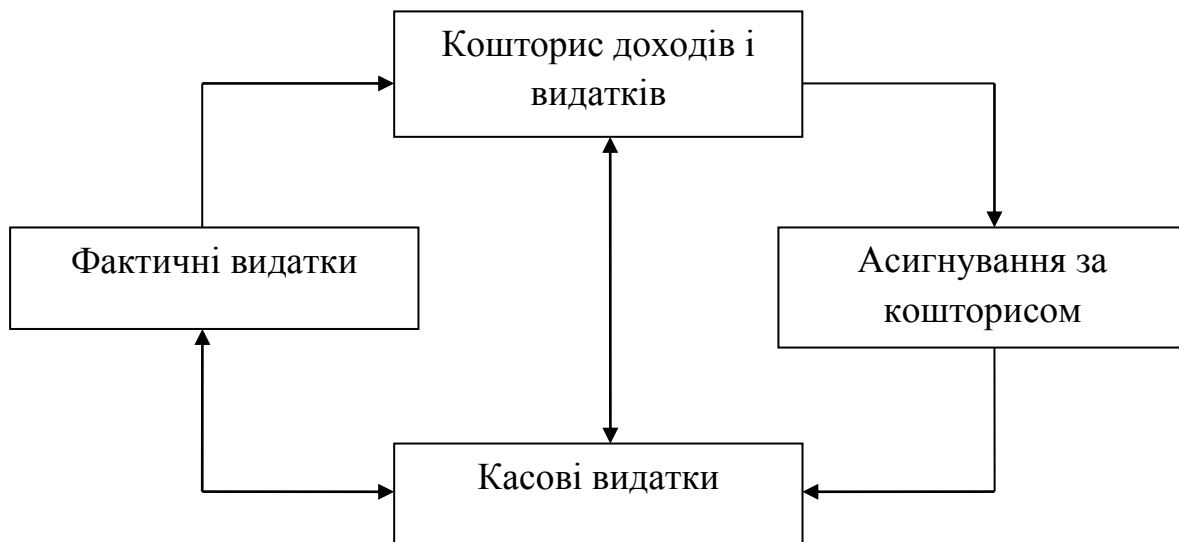 Кошторис доходів і
видатків
Фактичні видатки
Асигнування за
кошторисом
Касові видатки